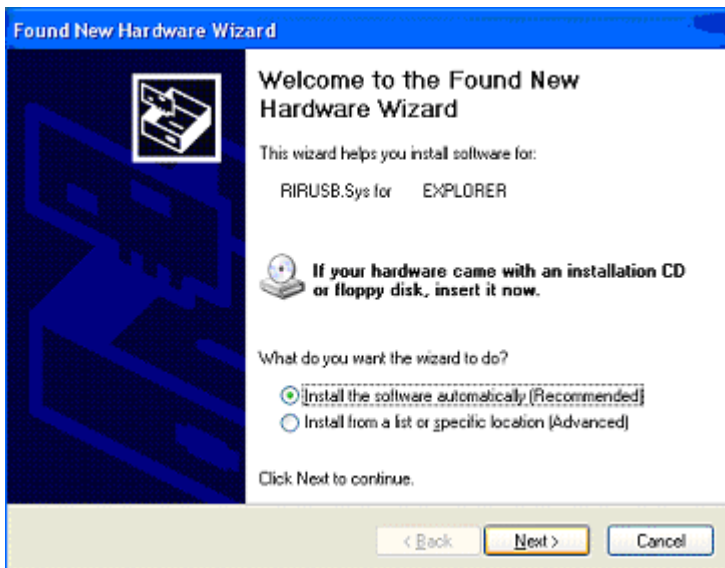 Found New Hardware Wizard
Welcome to the Found New
Hardware Wizard
This wizard helps you install software for:
RIRUSB.Sys for EXPLORER
If your hardware came with an installation CD
or floppy disk, insert it now.
What do you want the wizard to do?
Install the software automatically (Recommended)
Install from a list or specific location (Advanced)
Click Next to continue.
< Back Next > Cancel